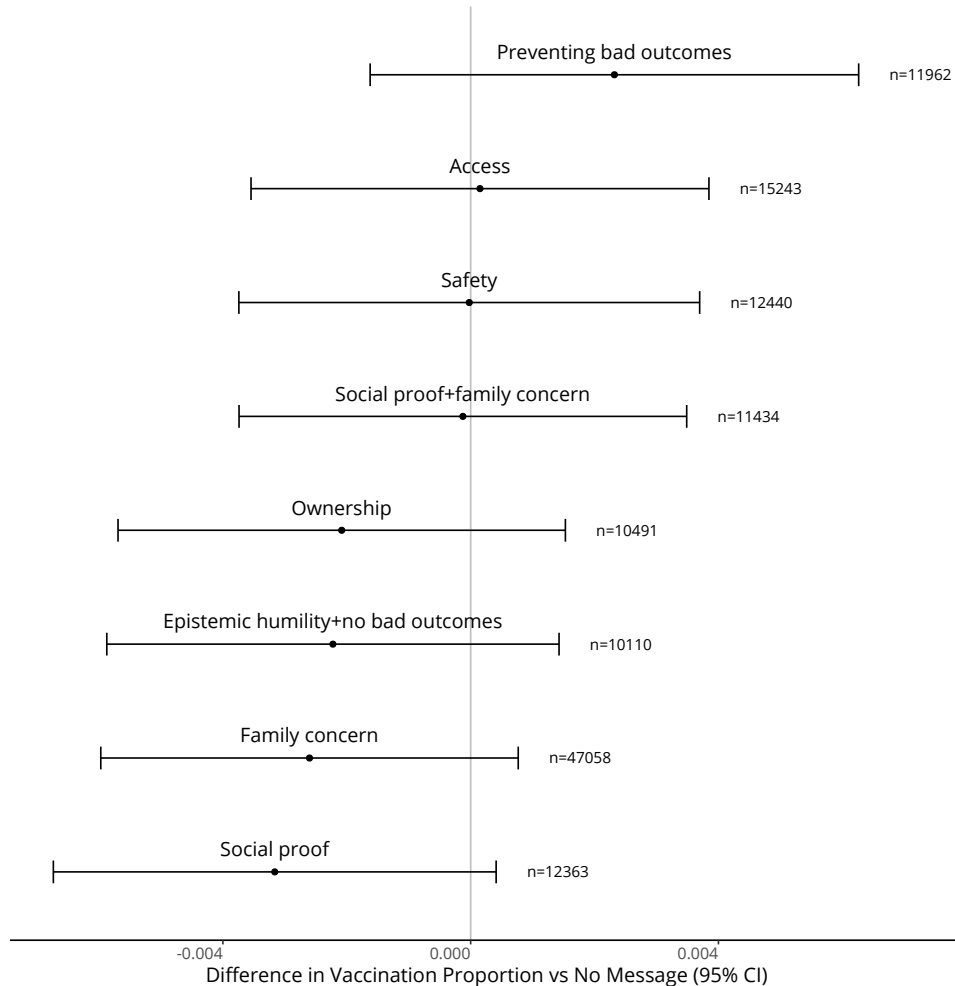 Preventing bad outcomes
n=11962
Access
n=15243
Safety
n=12440
Social proof+family concern
n=11434
Ownership
n=10491
Epistemic humility+no bad outcomes
n=10110
Family concern
n=47058
Social proof
n=12363
-0.004 0.000 0.004
Difference in Vaccination Proportion vs No Message (95% CI)